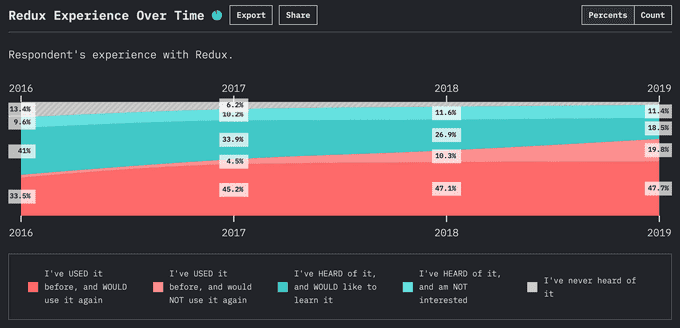 Redux Experience Over Time Export Share Percents Count
Respondent's experience with Redux.
2016 2017 2018 2019
13.4% 6.2%
9.6% 10.2% 11.6% 11.4%
41% 33.9% 26.9% 18.5%
4.5% 10.3% 19.8%
33.5% 45.2% 47.1% 47.7%
2016 2017 2018 2019
I've USED it
before, and WOULD
use it again
I've USED it
before, and would
NOT use it again
I've HEARD of it,
and WOULD like to
learn it
I've HEARD of it,
and am NOT
interested
I've never heard of
it